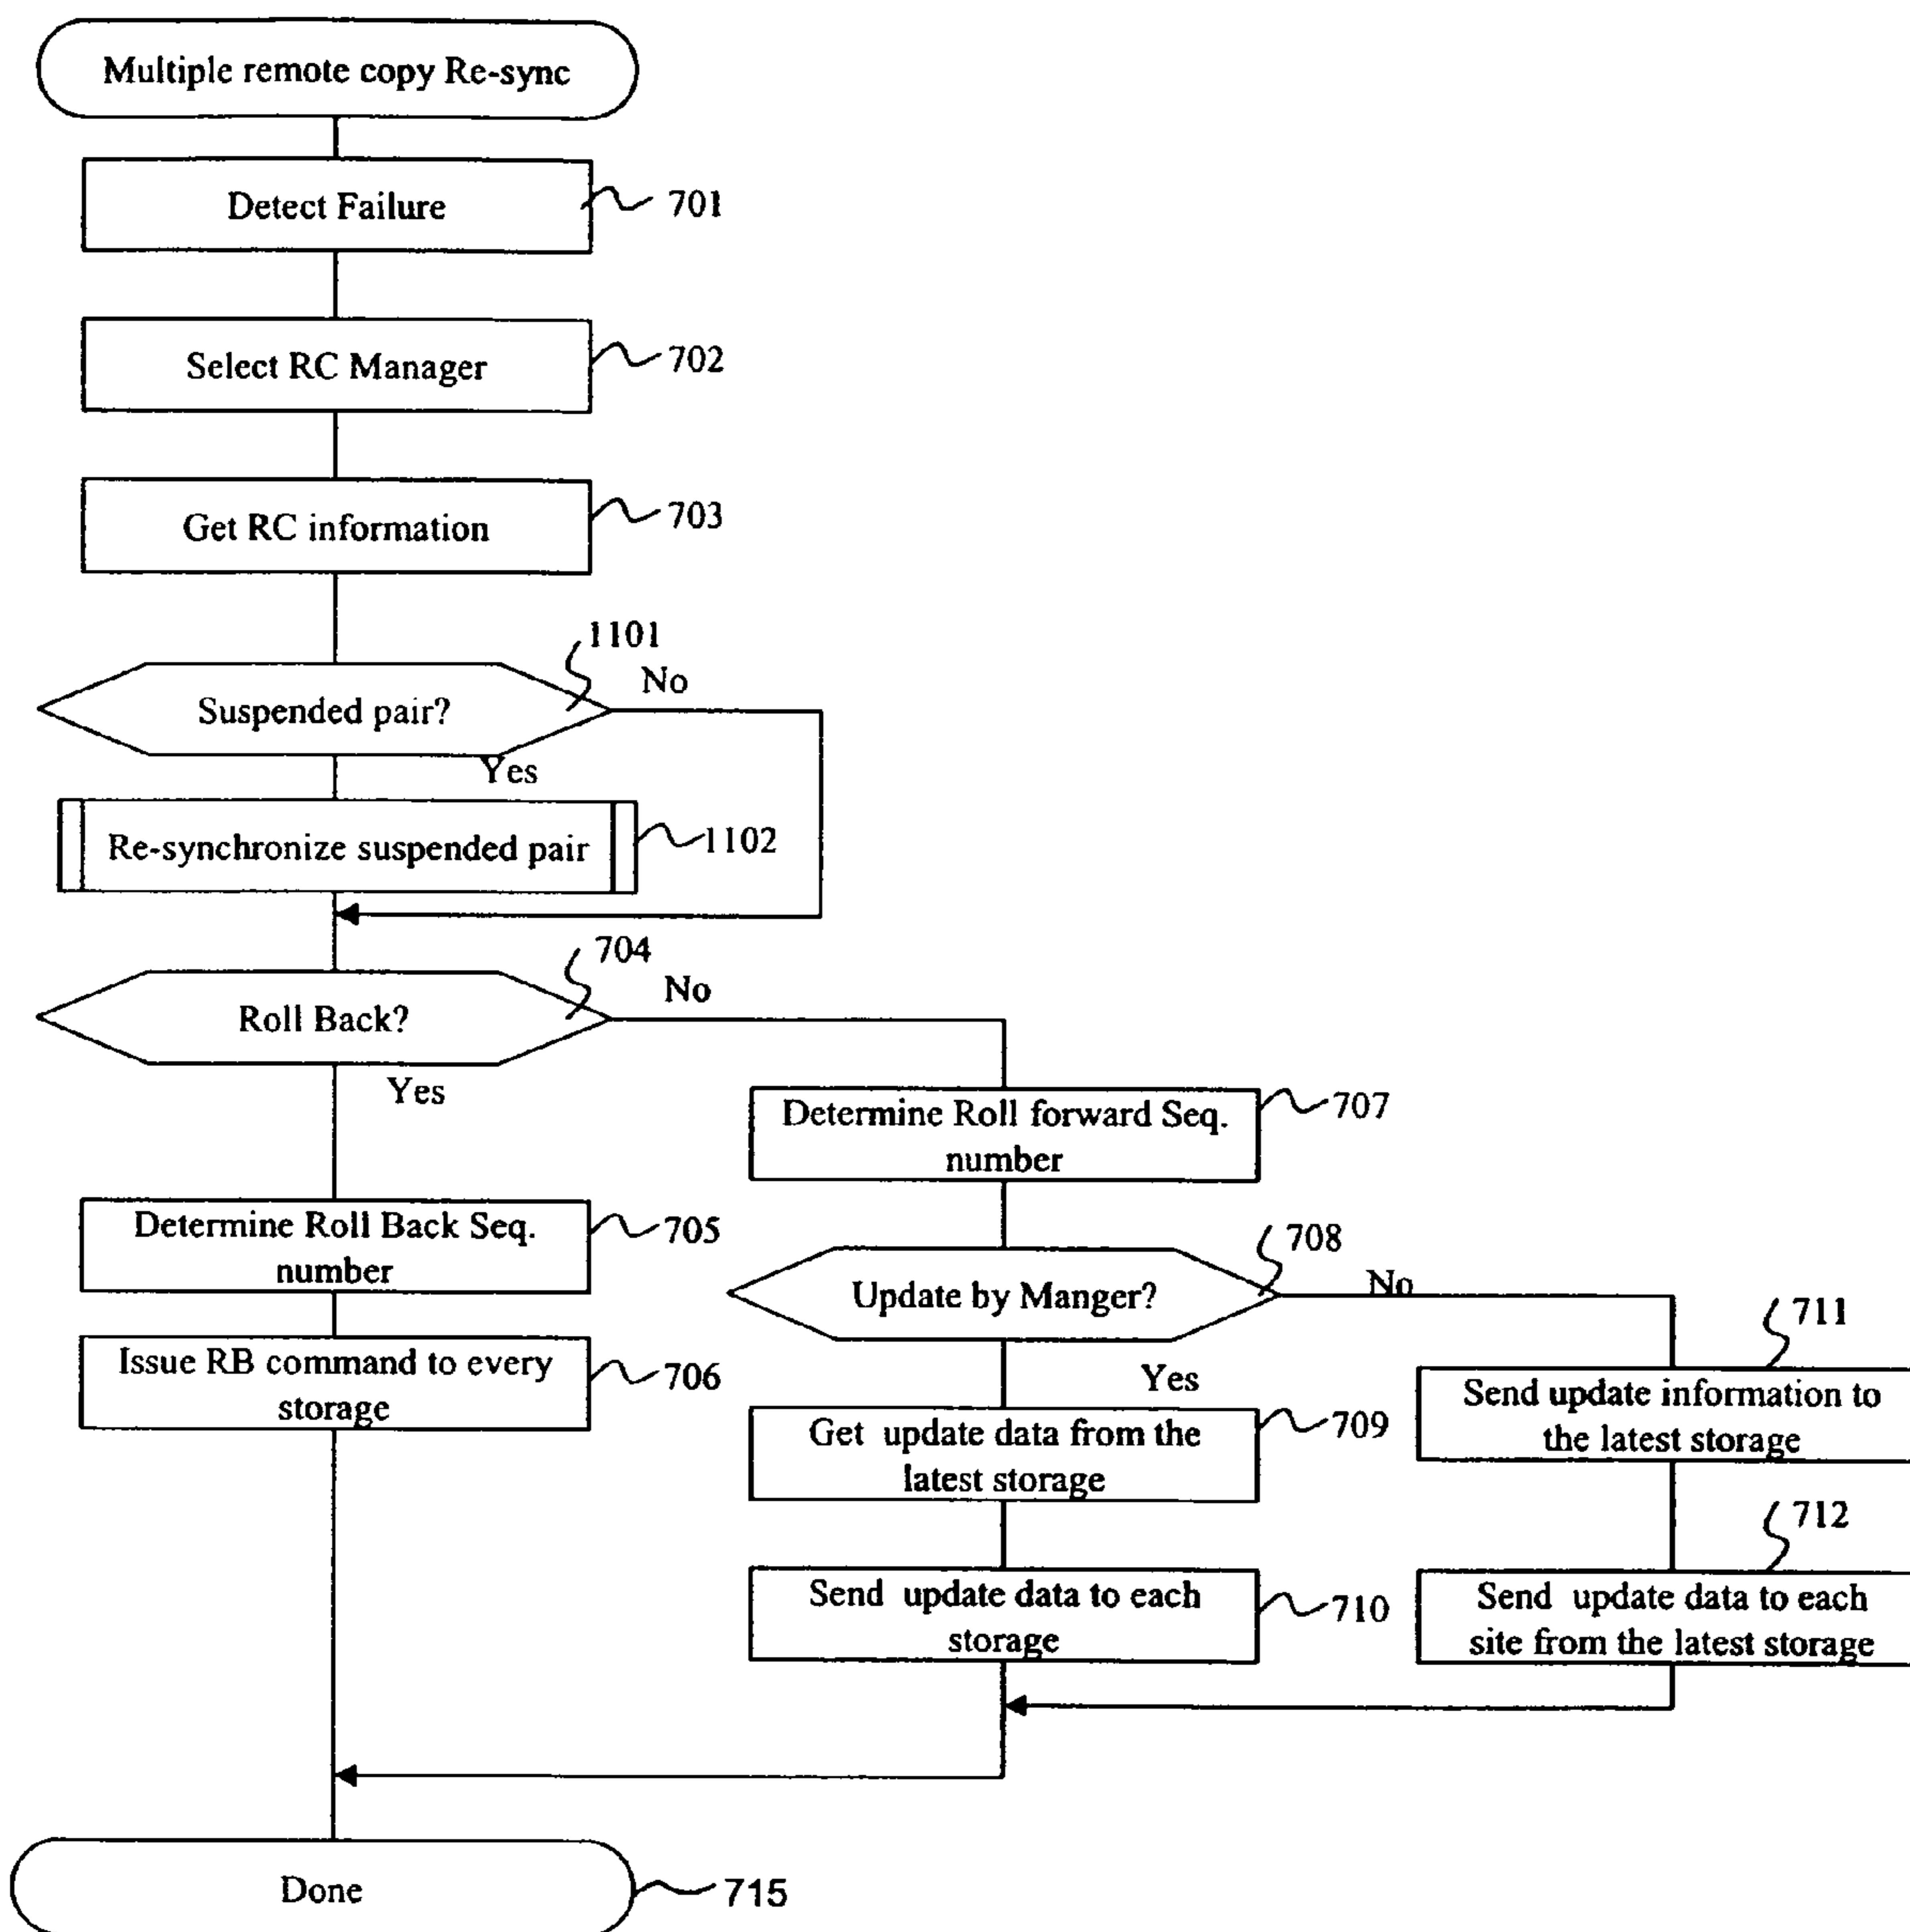 Multiple remote copy Re-sync
Detect Failure
701
Select RC Manager
702
Get RC information
703
1101
No
Suspended pair?
Yes
Re-synchronize suspended pair
1102
704
No
Roll Back?
Yes
Determine Roll forward Seq.
number
707
Determine Roll Back Seq.
number
705
708
Update by Manger?
No
Issue RB command to every
storage
706
Yes
711
Send update information to
the latest storage
Get update data from the
latest storage
709
712
Send update data to each
storage
710
Send update data to each
site from the latest storage
Done
715